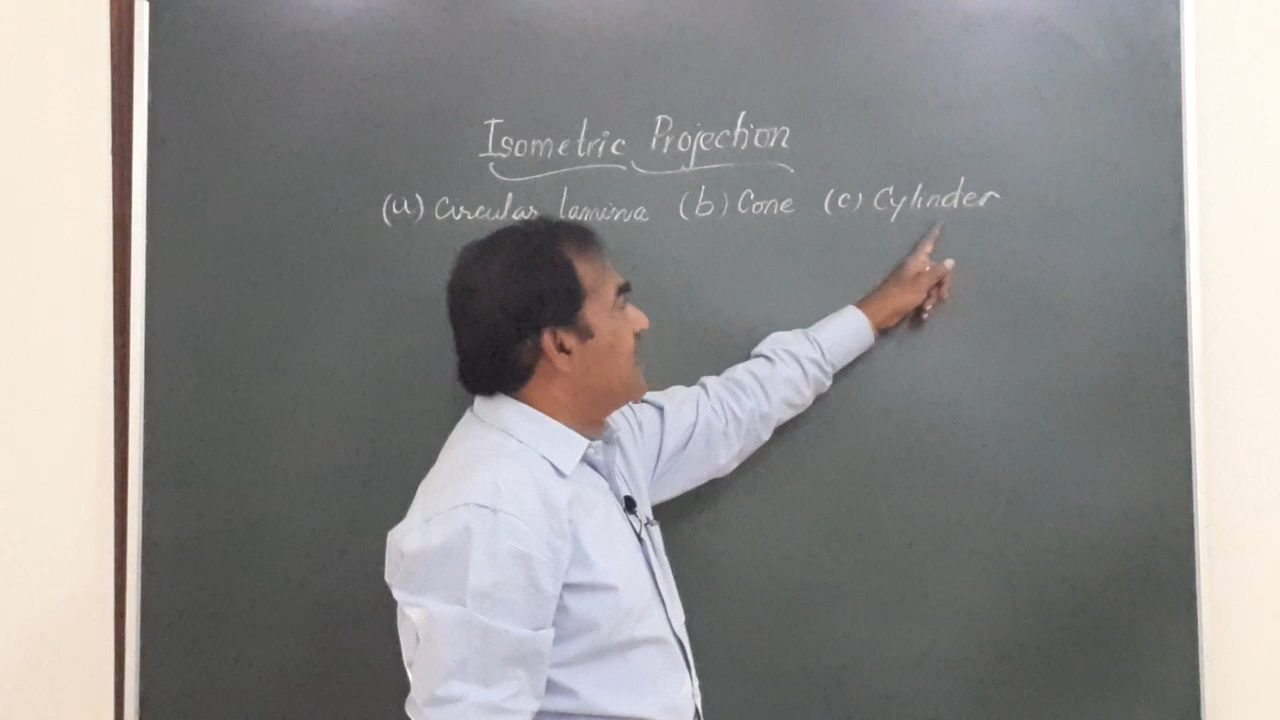 Isometric Projection
(a) Circular lamina (b) Cone (c) Cylinder